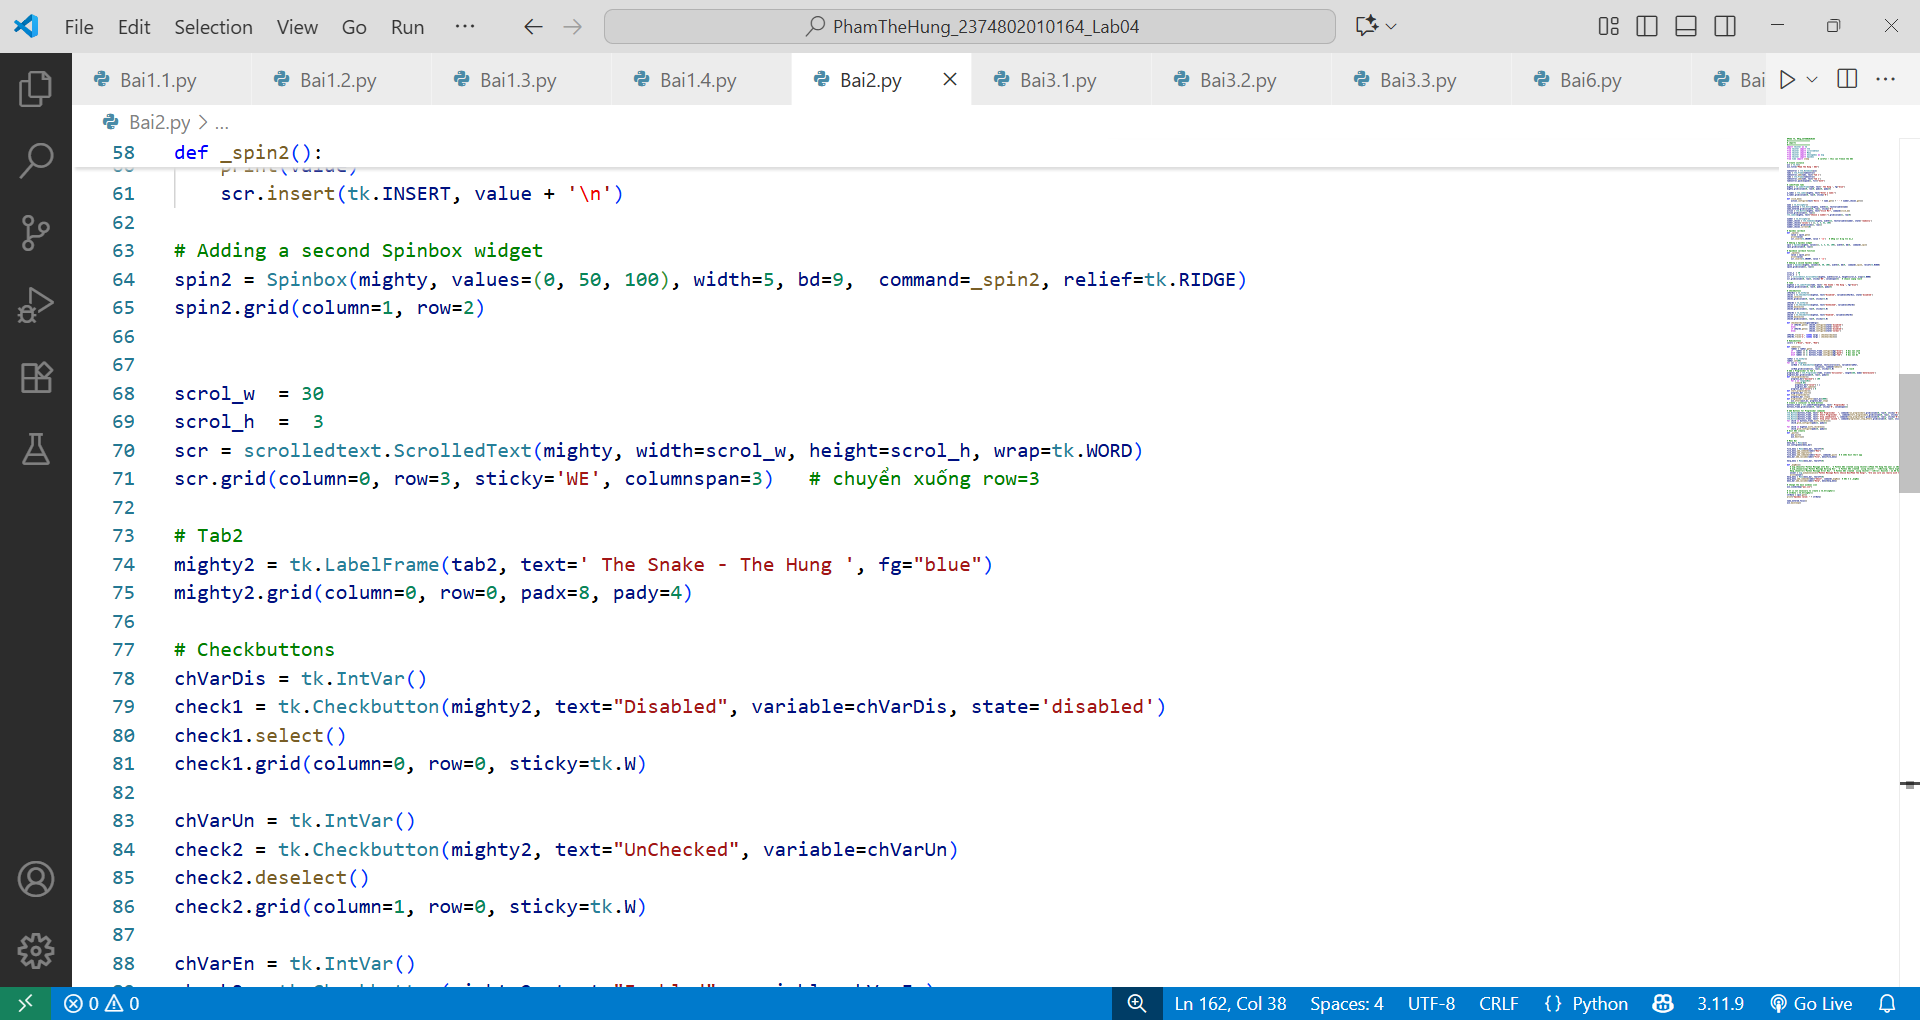 File Edit Selection View Go Run ··· PhamTheHung_2374802010164_Lab04
Bai1.1.py Bai1.2.py Bai1.3.py Bai1.4.py Bai2.py Bai3.1.py Bai3.2.py Bai3.3.py Bai6.py Bai
Bai2.py > ...
58 def _spin2():
print(value)
61 scr.insert(tk.INSERT, value + '\n')
62
63 # Adding a second Spinbox widget
64 spin2 = Spinbox(mighty, values=(0, 50, 100), width=5, bd=9,  command=_spin2, relief=tk.RIDGE)
65 spin2.grid(column=1, row=2)
66
67
68 scrol_w  = 30
69 scrol_h  =  3
70 scr = scrolledtext.ScrolledText(mighty, width=scrol_w, height=scrol_h, wrap=tk.WORD)
71 scr.grid(column=0, row=3, sticky='WE', columnspan=3)   # chuyển xuống row=3
72
73 # Tab2
74 mighty2 = tk.LabelFrame(tab2, text=' The Snake - The Hung ', fg="blue")
75 mighty2.grid(column=0, row=0, padx=8, pady=4)
76
77 # Checkbuttons
78 chVarDis = tk.IntVar()
79 check1 = tk.Checkbutton(mighty2, text="Disabled", variable=chVarDis, state='disabled')
80 check1.select()
81 check1.grid(column=0, row=0, sticky=tk.W)
82
83 chVarUn = tk.IntVar()
84 check2 = tk.Checkbutton(mighty2, text="UnChecked", variable=chVarUn)
85 check2.deselect()
86 check2.grid(column=1, row=0, sticky=tk.W)
87
88 chVarEn = tk.IntVar()
0 0 Ln 162, Col 38 Spaces: 4 UTF-8 CRLF {} Python 3.11.9 Go Live